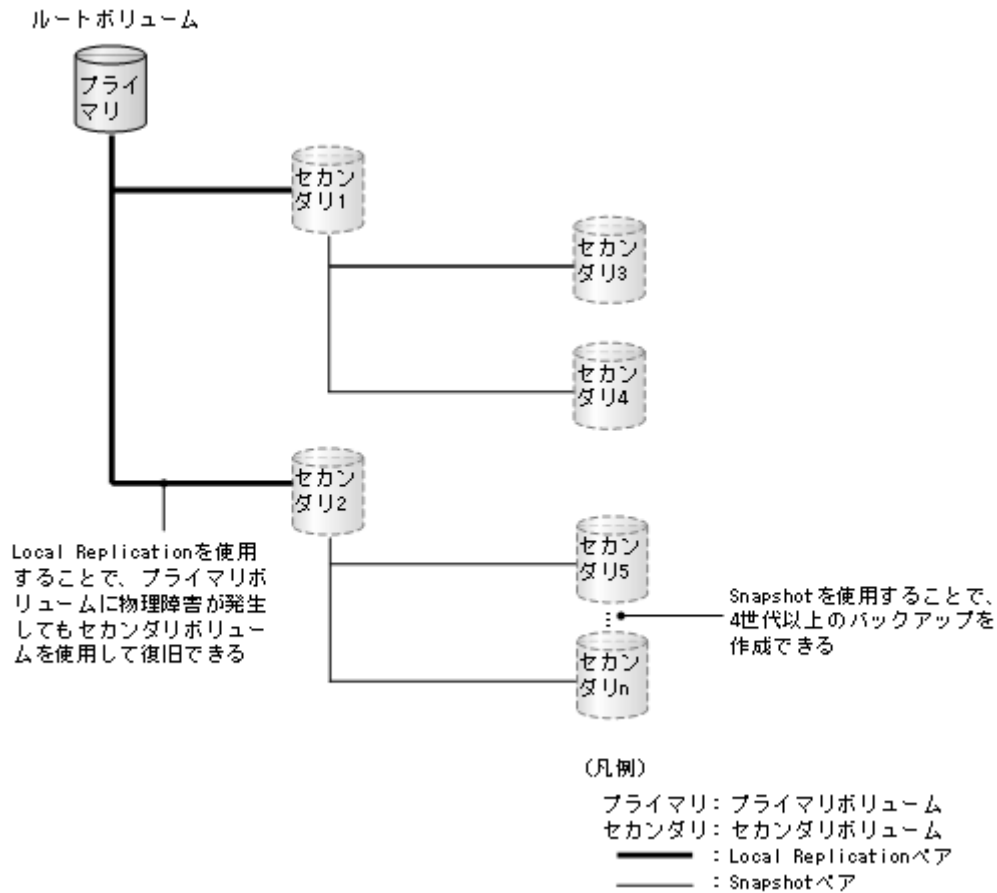 ルートボリューム
プライ
マリ
セカン
ダリ1
セカン
ダリ3
セカン
ダリ4
セカン
ダリ2
Local Replicationを使用
することで、プライマリボ
リュームに物理障害が発生
してもセカンダリボリュー
ムを使用して復旧できる
セカン
ダリ5
Snapshotを使用することで、
4世代以上のバックアップを
作成できる
セカン
ダリn
(凡例)
プライマリ：プライマリボリューム
セカンダリ：セカンダリボリューム
：Local Replicationペア
：Snapshotペア